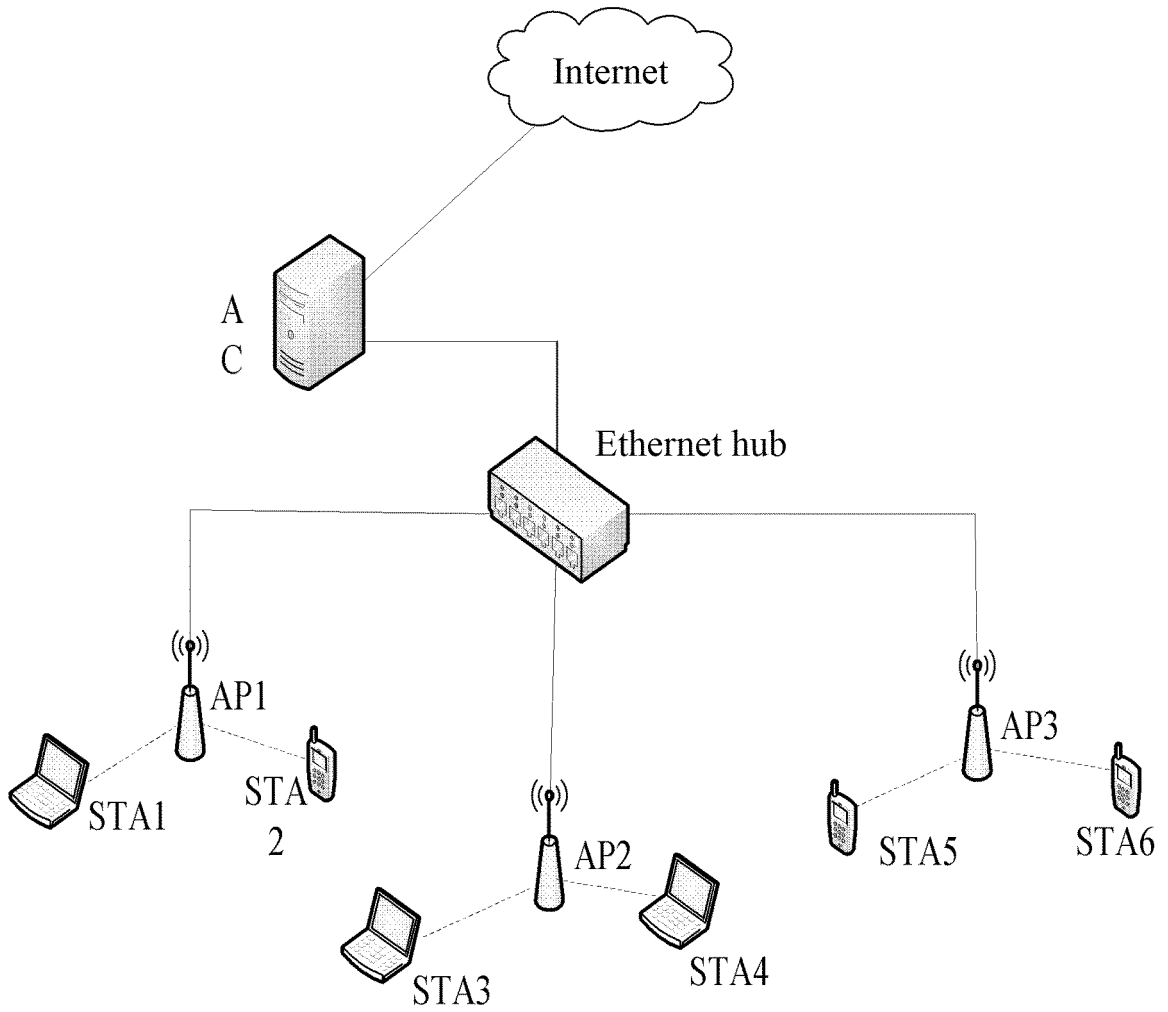 Internet
A
C
Ethernet hub
AP1
AP3
STA1
STA
2
AP2
STA5
STA6
STA3
STA4